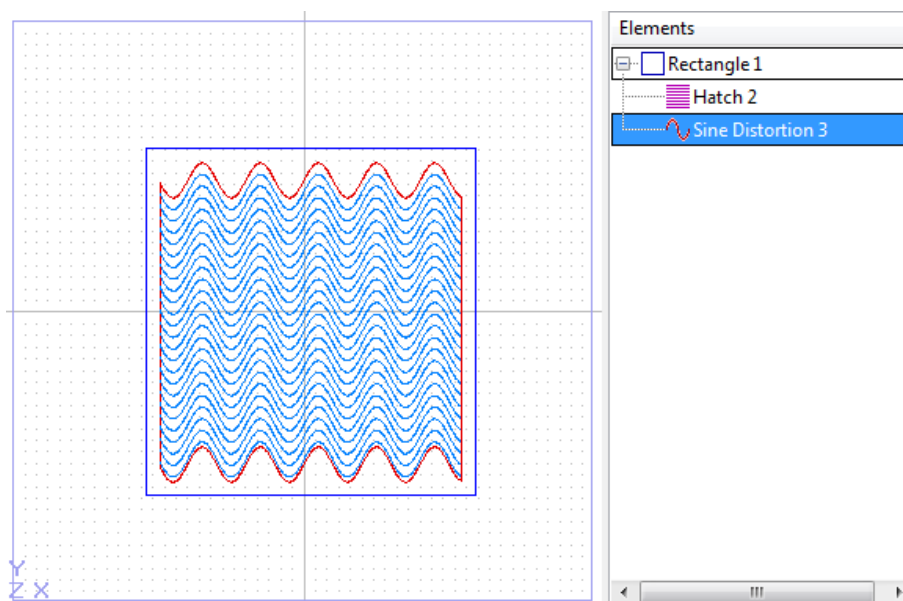 Elements
Rectangle 1
Hatch 2
Sine Distortion 3
Y
Z X